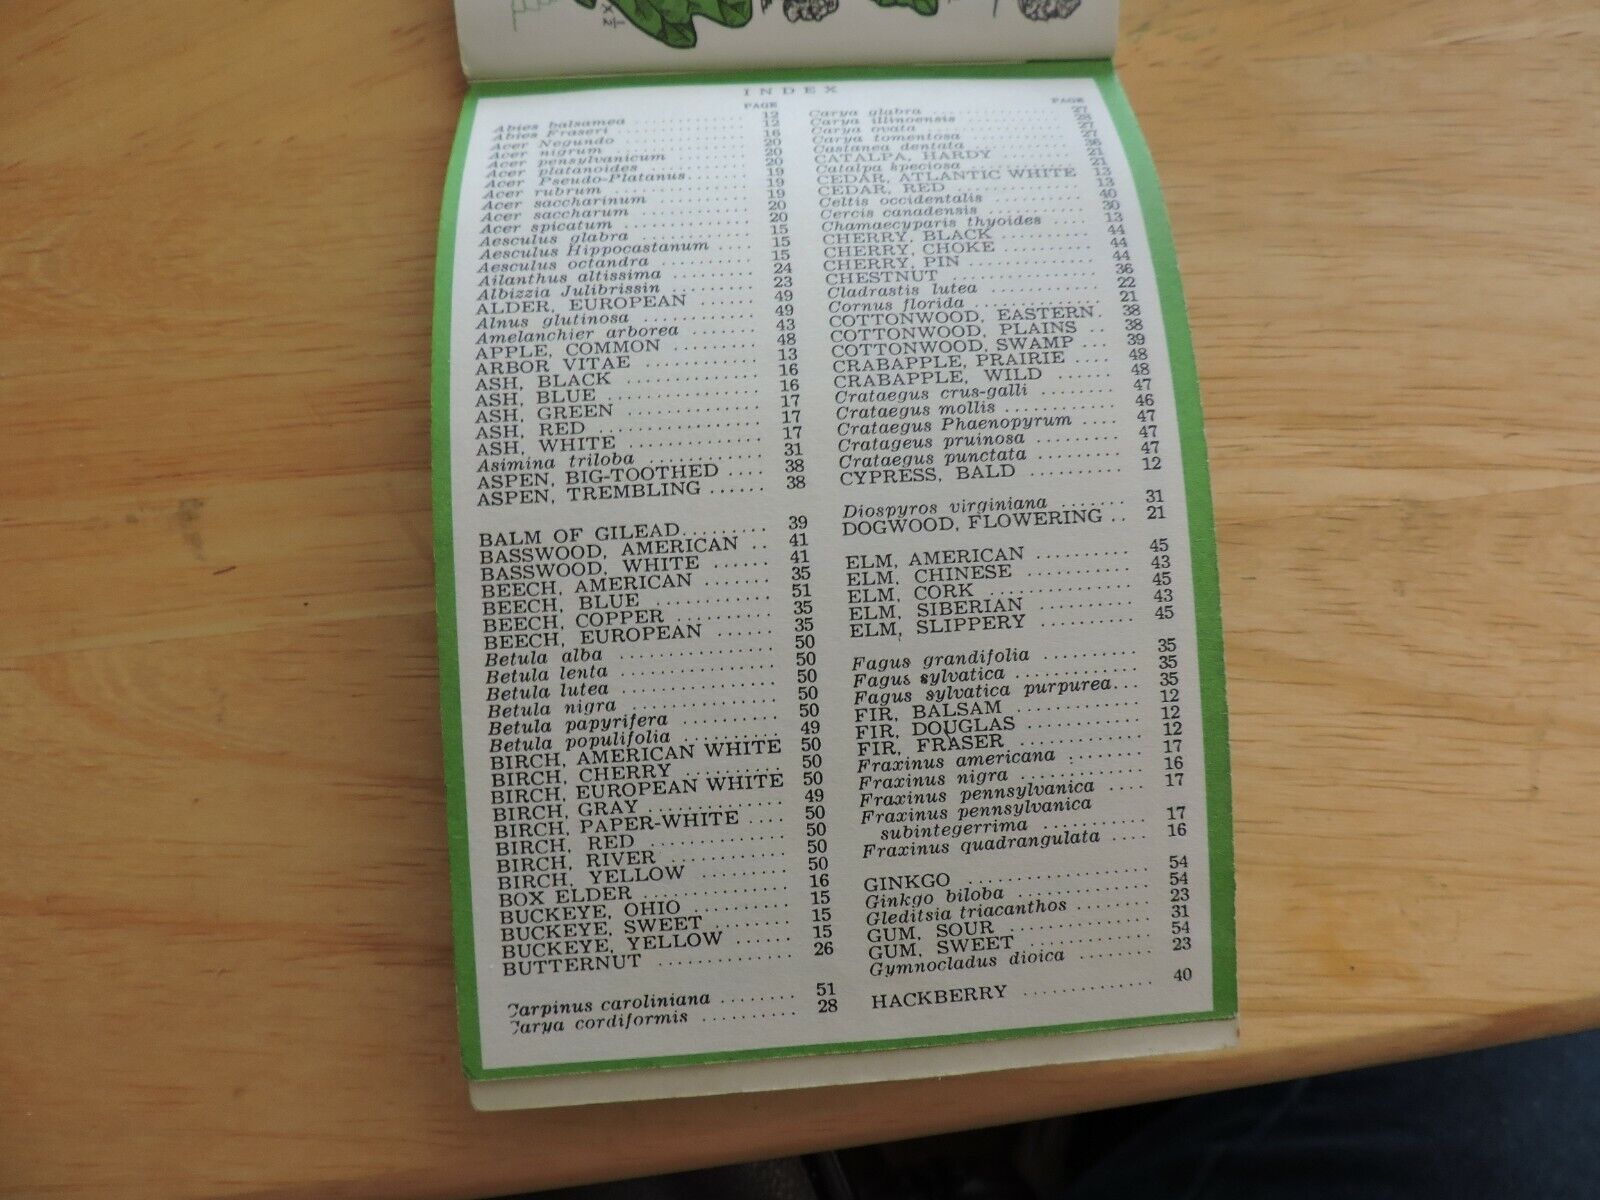 x ½
INDEX
PAGE
Abies balsamea 12
Abies Fraseri 12
Acer Negundo 16
Acer nigrum 20
Acer pensylvanicum 20
Acer platanoides 20
Acer Pseudo-Platanus 19
Acer rubrum 19
Acer saccharinum 19
Acer saccharum 20
Acer spicatum 20
Aesculus glabra 15
Aesculus Hippocastanum 15
Aesculus octandra 15
Ailanthus altissima 24
Albizzia Julibrissin 23
ALDER, EUROPEAN 49
Alnus glutinosa 49
Amelanchier arborea 43
APPLE, COMMON 48
ARBOR VITAE 13
ASH, BLACK 16
ASH, BLUE 16
ASH, GREEN 17
ASH, RED 17
ASH, WHITE 17
Asimina triloba 31
ASPEN, BIG-TOOTHED 38
ASPEN, TREMBLING 38
BALM OF GILEAD 39
BASSWOOD, AMERICAN 41
BASSWOOD, WHITE 41
BEECH, AMERICAN 35
BEECH, BLUE 51
BEECH, COPPER 35
BEECH, EUROPEAN 35
Betula alba 50
Betula lenta 50
Betula lutea 50
Betula nigra 50
Betula papyrifera 50
Betula populifolia 49
BIRCH, AMERICAN WHITE 50
BIRCH, CHERRY 50
BIRCH, EUROPEAN WHITE 50
BIRCH, GRAY 49
BIRCH, PAPER-WHITE 50
BIRCH, RED 50
BIRCH, RIVER 50
BIRCH, YELLOW 50
BOX ELDER 16
BUCKEYE, OHIO 15
BUCKEYE, SWEET 15
BUCKEYE, YELLOW 15
BUTTERNUT 26
Carpinus caroliniana 51
Carya cordiformis 28
PAGE
Carya glabra 27
Carya illinoensis 28
Carya ovata 27
Carya tomentosa 27
Castanea dentata 36
CATALPA, HARDY 21
Catalpa speciosa 21
CEDAR, ATLANTIC WHITE 13
CEDAR, RED 13
Celtis occidentalis 40
Cercis canadensis 30
Chamaecyparis thyoides 13
CHERRY, BLACK 44
CHERRY, CHOKE 44
CHERRY, PIN 44
CHESTNUT 36
Cladrastis lutea 22
Cornus florida 21
COTTONWOOD, EASTERN 38
COTTONWOOD, PLAINS 38
COTTONWOOD, SWAMP 39
CRABAPPLE, PRAIRIE 48
CRABAPPLE, WILD 48
Crataegus crus-galli 47
Crataegus mollis 46
Crataegus Phaenopyrum 47
Cratageus pruinosa 47
Crataegus punctata 47
CYPRESS, BALD 12
Diospyros virginiana 31
DOGWOOD, FLOWERING 21
ELM, AMERICAN 45
ELM, CHINESE 43
ELM, CORK 45
ELM, SIBERIAN 43
ELM, SLIPPERY 45
Fagus grandifolia 35
Fagus sylvatica 35
Fagus sylvatica purpurea 35
FIR, BALSAM 12
FIR, DOUGLAS 12
FIR, FRASER 12
Fraxinus americana 17
Fraxinus nigra 16
Fraxinus pennsylvanica 17
Fraxinus pennsylvanica
subintegerrima 17
Fraxinus quadrangulata 16
GINKGO 54
Ginkgo biloba 54
Gleditsia triacanthos 23
GUM, SOUR 31
GUM, SWEET 54
Gymnocladus dioica 23
HACKBERRY 40